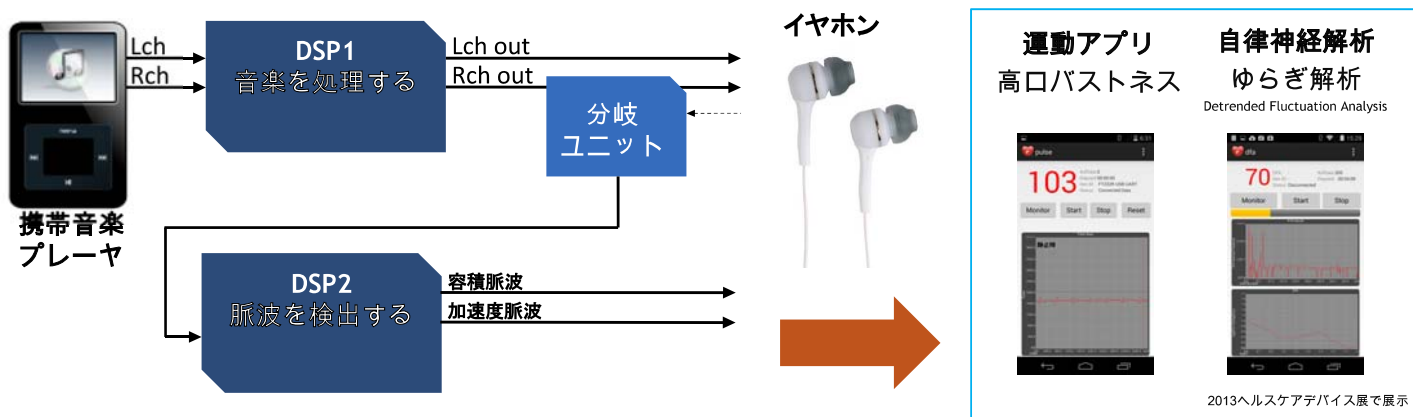 Lch
Rch
携帯音楽
プレーヤ
DSP1
音楽を処理する
Lch out
Rch out
分岐
ユニット
DSP2
脈波を検出する
容積脈波
加速度脈波
イヤホン
運動アプリ
高ロバストネス
pulse
103
Monitor
Start
Stop
Reset
自律神経解析
ゆらぎ解析
Detrended Fluctuation Analysis
15:28
dfa
70
Monitor
Start
Stop
2013ヘルスケアデバイス展で展示